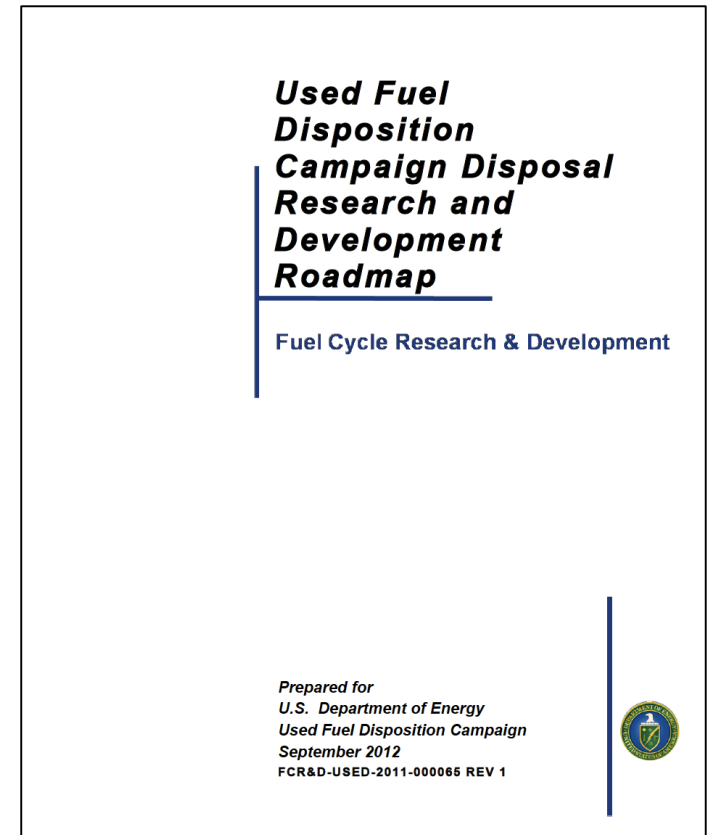 Used Fuel
Disposition
Campaign Disposal
Research and
Development
Roadmap
Fuel Cycle Research & Development
Prepared for
U.S. Department of Energy
Used Fuel Disposition Campaign
September 2012
FCR&D-USED-2011-000065 REV 1